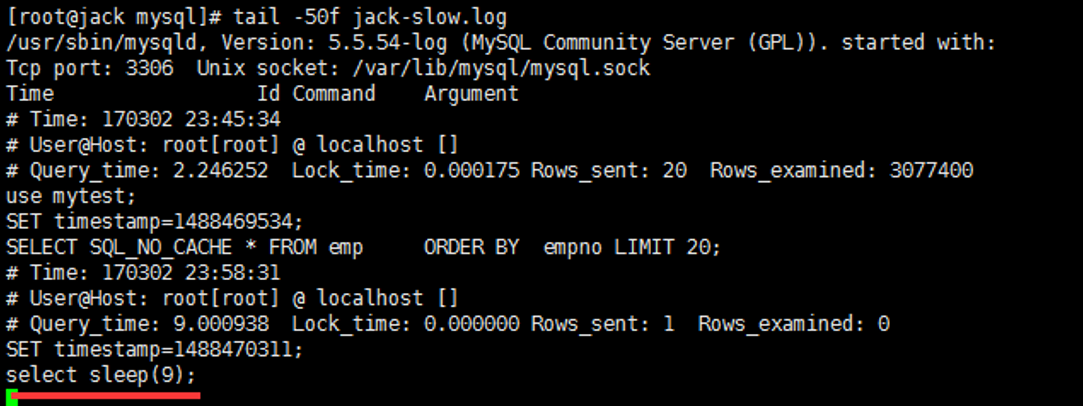 [root@jack mysql]# tail -50f jack-slow.log
/usr/sbin/mysqld, Version: 5.5.54-log (MySQL Community Server (GPL)). started with:
Tcp port: 3306  Unix socket: /var/lib/mysql/mysql.sock
Time                 Id Command    Argument
# Time: 170302 23:45:34
# User@Host: root[root] @ localhost []
# Query_time: 2.246252  Lock_time: 0.000175 Rows_sent: 20  Rows_examined: 3077400
use mytest;
SET timestamp=1488469534;
SELECT SQL_NO_CACHE * FROM emp     ORDER BY  empno LIMIT 20;
# Time: 170302 23:58:31
# User@Host: root[root] @ localhost []
# Query_time: 9.000938  Lock_time: 0.000000 Rows_sent: 1  Rows_examined: 0
SET timestamp=1488470311;
select sleep(9);